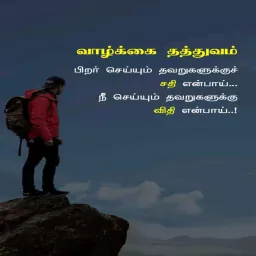 வாழ்க்கை தத்துவம்
பிறர் செய்யும் தவறுகளுக்குச்
சதி என்பாய்...
நீ செய்யும் தவறுகளுக்கு
விதி என்பாய்..!